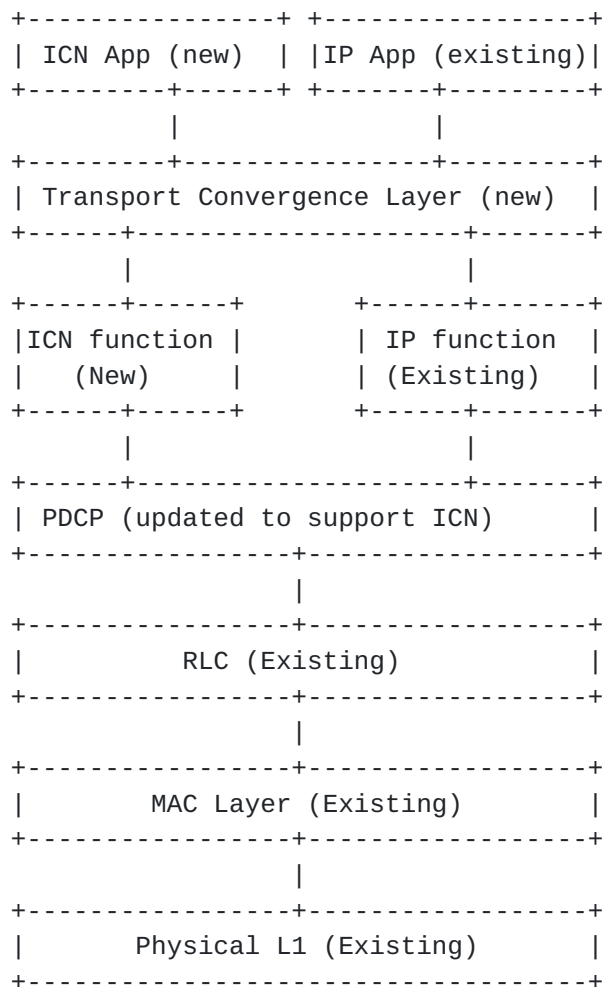 +----------------+ +-----------------+
| ICN App (new)  | |IP App (existing)|
+---------+------+ +-------+---------+
          |                |
+---------+----------------+---------+
| Transport Convergence Layer (new)  |
+------+---------------------+-------+
       |                     |
+------+------+       +------+-------+
|ICN function |       | IP function  |
|   (New)     |       | (Existing)   |
+------+------+       +------+-------+
       |                     |
+------+---------------------+-------+
| PDCP (updated to support ICN)      |
+-----------------+------------------+
                  |
+-----------------+------------------+
|          RLC (Existing)            |
+-----------------+------------------+
                  |
+-----------------+------------------+
|        MAC Layer (Existing)        |
+-----------------+------------------+
                  |
+-----------------+------------------+
|       Physical L1 (Existing)       |
+------------------------------------+